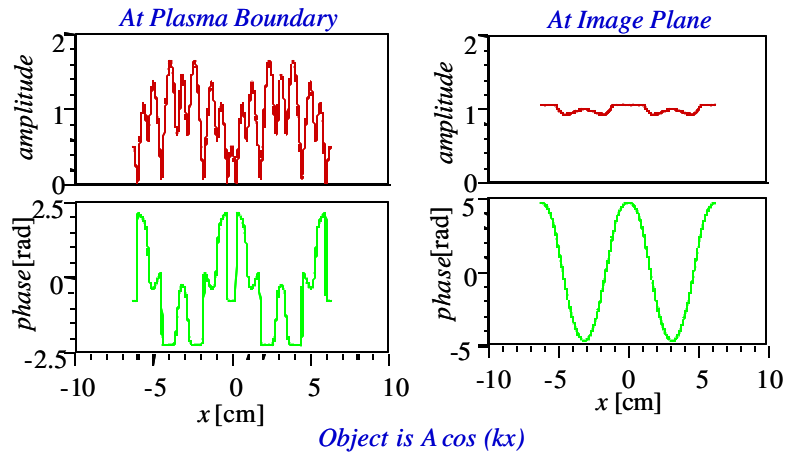 At Plasma Boundary
2
amplitude
1
0
2.5
phase[rad]
0
-2.5
-10
-5
0
5
10
x [cm]
At Image Plane
2
amplitude
1
0
5
phase[rad]
0
-5
-10
-5
0
5
10
x [cm]
Object is A cos (kx)